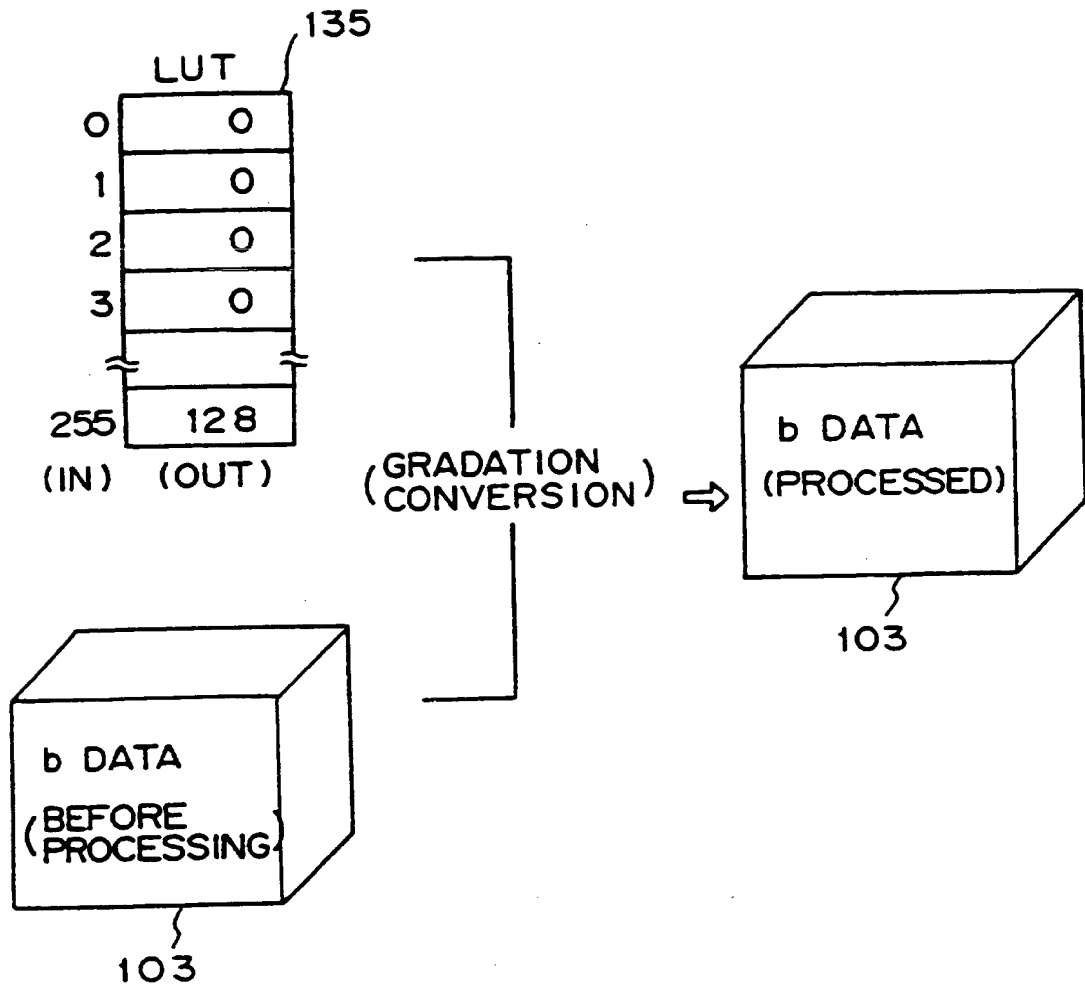 135
LUT
0 0
1 0
2 0
3 0
255 128
(IN) (OUT)
(GRADATION
CONVERSION)
b DATA
(PROCESSED)
103
b DATA
(BEFORE
PROCESSING)
103